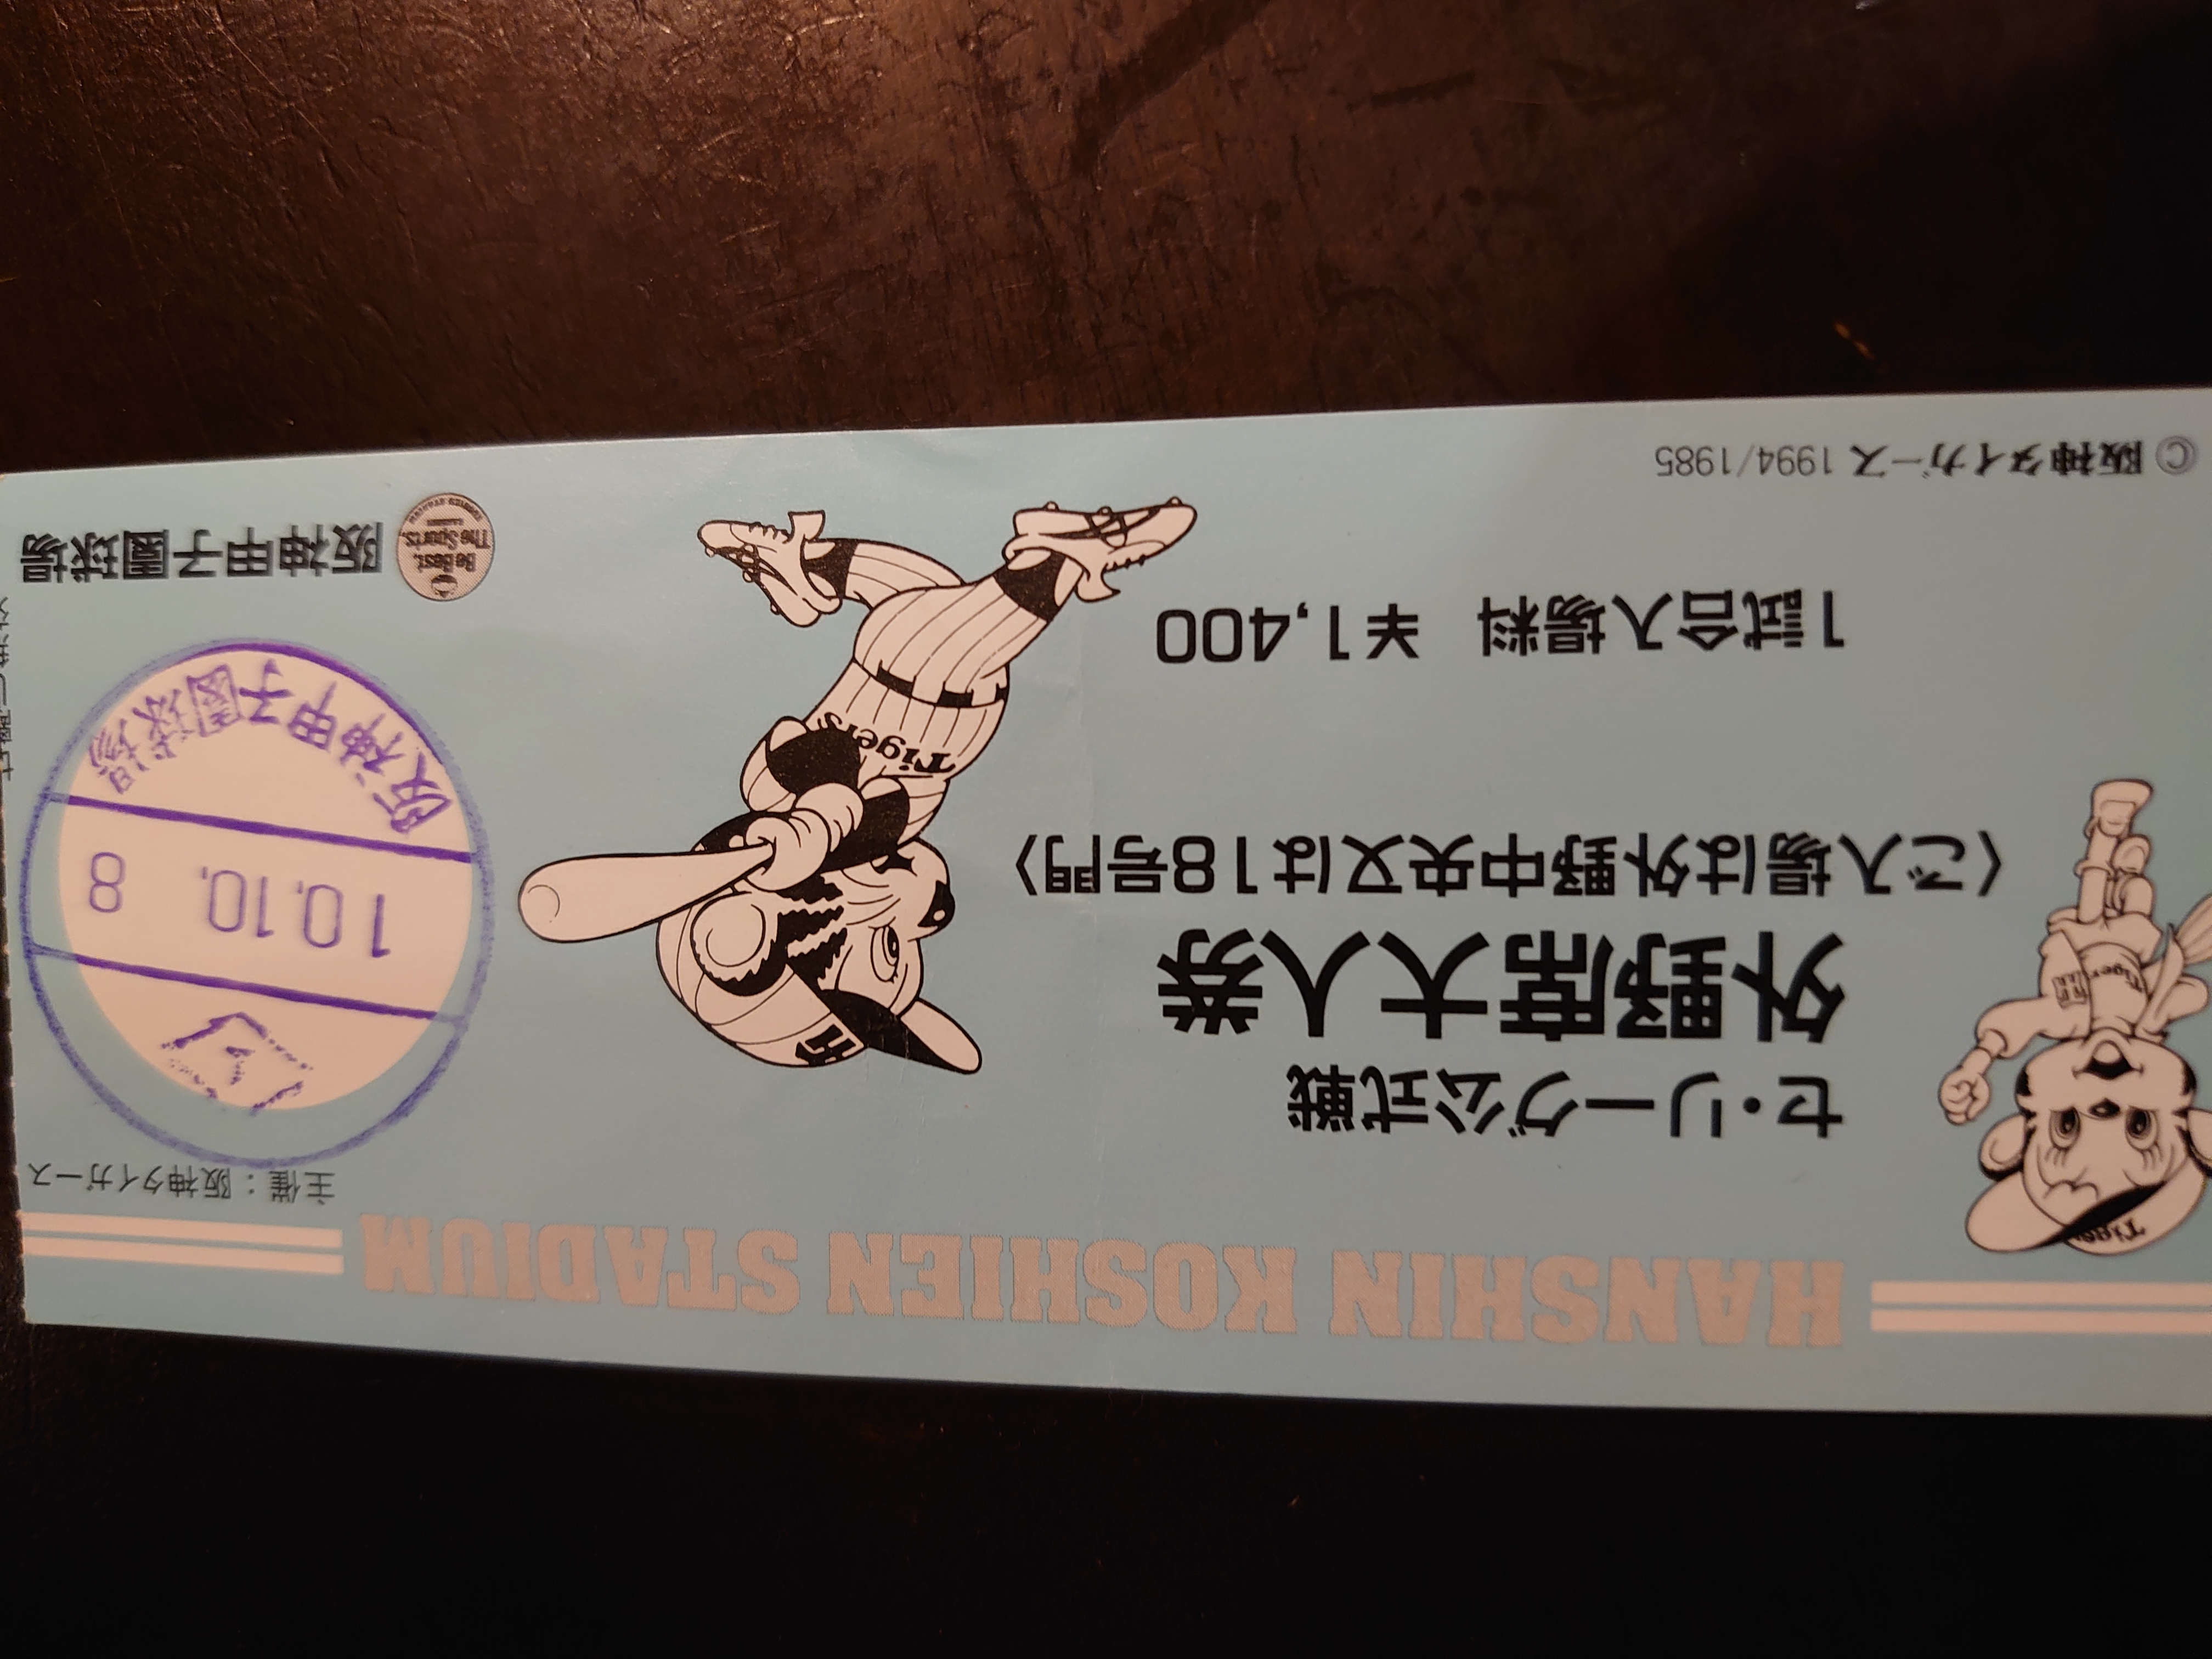 HANSHIN KOSHIEN STADIUM
主催：阪神タイガース
セ・リーグ公式戦
外野席大人券
〈ご入場は外野中央又は18号門〉
1試合入場料 ¥1,400
10.10. 8
阪神甲子園球場
Tigers
Tigers
Tigers
Be Best.
The Sports.
KOSHIEN STADIUM
阪神甲子園球場
© 阪神タイガース 1994/1985